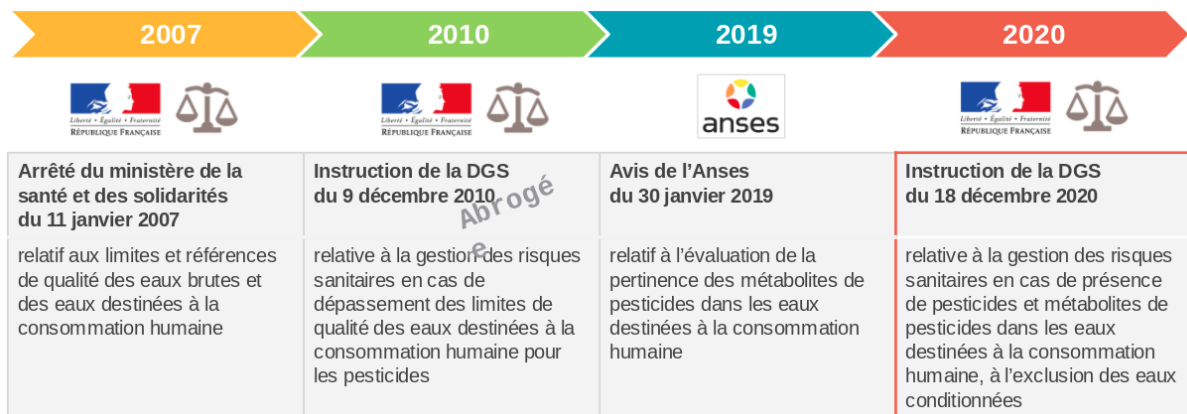 2007
2010
2019
2020
Liberté • Égalité • Fraternité
RÉPUBLIQUE FRANÇAISE
Liberté • Égalité • Fraternité
RÉPUBLIQUE FRANÇAISE
anses
Liberté • Égalité • Fraternité
RÉPUBLIQUE FRANÇAISE
Arrêté du ministère de la
santé et des solidarités
du 11 janvier 2007
Instruction de la DGS
du 9 décembre 2010
Abrogé
e
Avis de l'Anses
du 30 janvier 2019
Instruction de la DGS
du 18 décembre 2020
relatif aux limites et références
de qualité des eaux brutes et
des eaux destinées à la
consommation humaine
relative à la gestion des risques
sanitaires en cas de
dépassement des limites de
qualité des eaux destinées à la
consommation humaine pour
les pesticides
relatif à l'évaluation de la
pertinence des métabolites de
pesticides dans les eaux
destinées à la consommation
humaine
relative à la gestion des risques
sanitaires en cas de présence
de pesticides et métabolites de
pesticides dans les eaux
destinées à la consommation
humaine, à l'exclusion des eaux
conditionnées